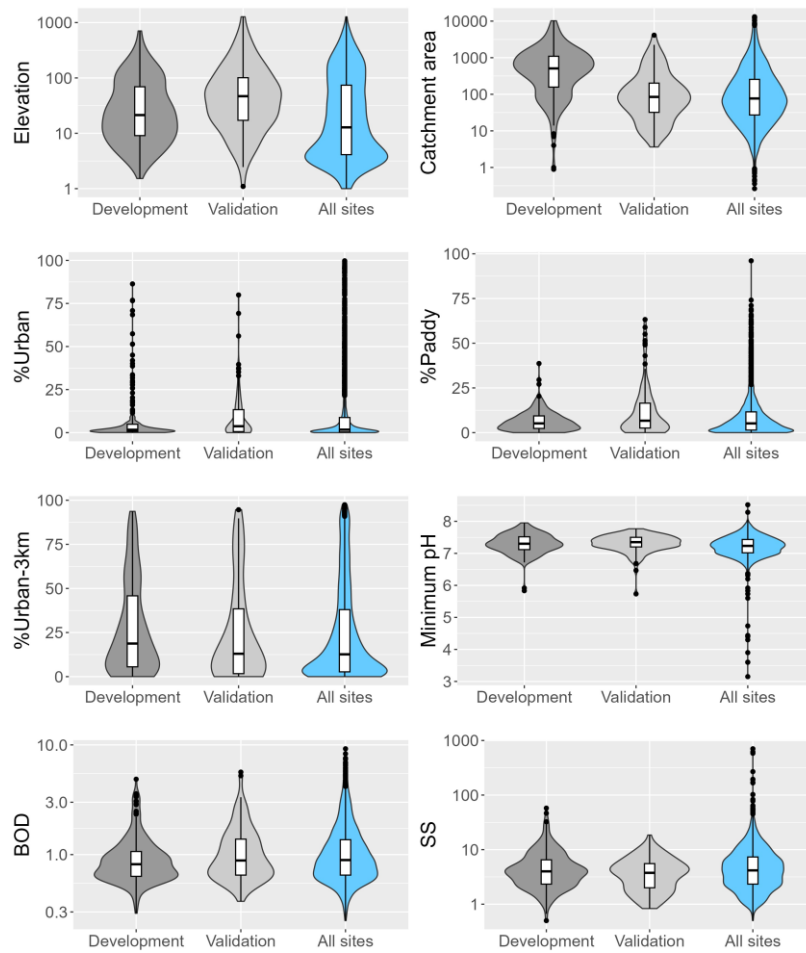 Elevation
1000
100
10
1
Development Validation All sites
Catchment area
10000
1000
100
10
1
Development Validation All sites
%Urban
100
75
50
25
0
Development Validation All sites
%Paddy
100
75
50
25
0
Development Validation All sites
%Urban-3km
100
75
50
25
0
Development Validation All sites
Minimum pH
8
7
6
5
4
3
Development Validation All sites
BOD
10.0
3.0
1.0
0.3
Development Validation All sites
SS
1000
100
10
1
Development Validation All sites